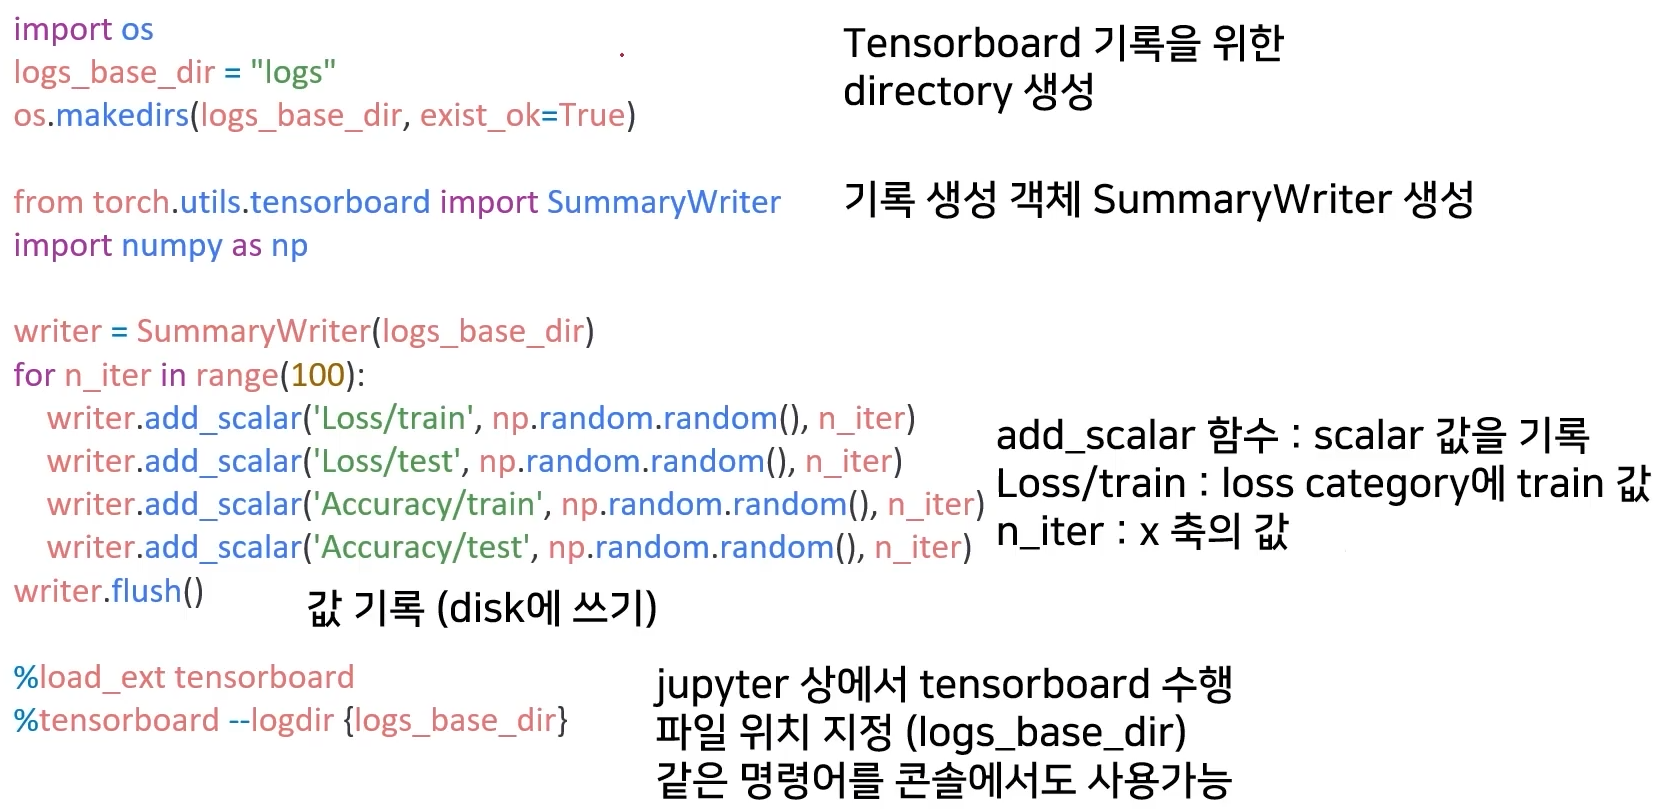 import os
logs_base_dir = "logs"
os.makedirs(logs_base_dir, exist_ok=True)
Tensorboard 기록을 위한
directory 생성
from torch.utils.tensorboard import SummaryWriter
import numpy as np
기록 생성 객체 SummaryWriter 생성
writer = SummaryWriter(logs_base_dir)
for n_iter in range(100):
    writer.add_scalar('Loss/train', np.random.random(), n_iter)
    writer.add_scalar('Loss/test', np.random.random(), n_iter)
    writer.add_scalar('Accuracy/train', np.random.random(), n_iter)
    writer.add_scalar('Accuracy/test', np.random.random(), n_iter)
writer.flush()
add_scalar 함수 : scalar 값을 기록
Loss/train : loss category에 train 값
n_iter : x 축의 값
값 기록 (disk에 쓰기)
%load_ext tensorboard
%tensorboard --logdir {logs_base_dir}
jupyter 상에서 tensorboard 수행
파일 위치 지정 (logs_base_dir)
같은 명령어를 콘솔에서도 사용가능